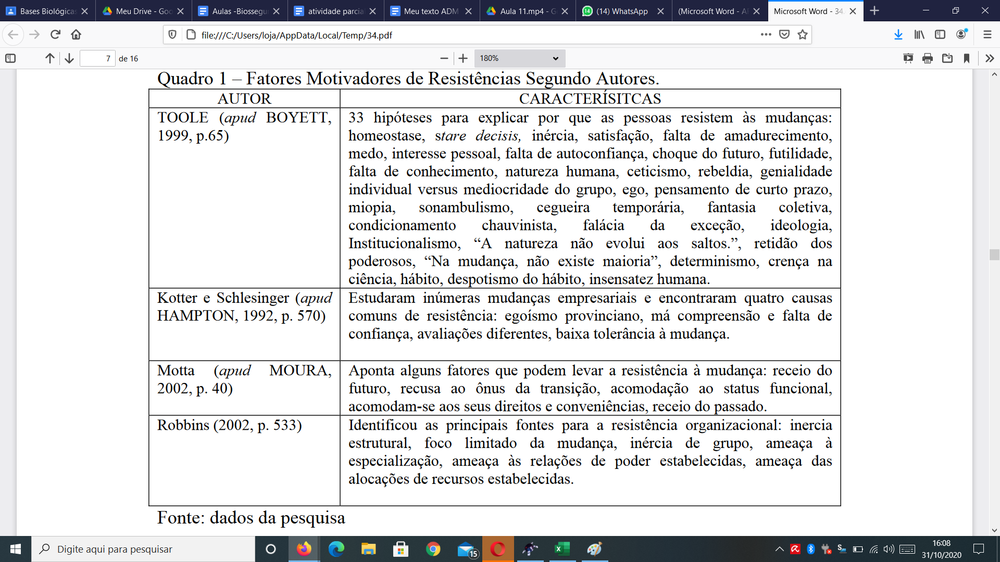 Bases Biológicas
Meu Drive - Goo
Aulas -Biossegu
atividade parcial
Meu texto ADM
Aula 11.mp4 - G
(14) WhatsApp
(Microsoft Word - A
Microsoft Word - 34.
file:///C:/Users/loja/AppData/Local/Temp/34.pdf
7 de 16
180%
Quadro 1 – Fatores Motivadores de Resistências Segundo Autores.
AUTOR
CARACTERÍSITCAS
TOOLE (apud BOYETT,
1999, p.65)
33 hipóteses para explicar por que as pessoas resistem às mudanças:
homeostase, stare decisis, inércia, satisfação, falta de amadurecimento,
medo, interesse pessoal, falta de autoconfiança, choque do futuro, futilidade,
falta de conhecimento, natureza humana, ceticismo, rebeldia, genialidade
individual versus mediocridade do grupo, ego, pensamento de curto prazo,
miopia, sonambulismo, cegueira temporária, fantasia coletiva,
condicionamento chauvinista, falácia da exceção, ideologia,
Institucionalismo, “A natureza não evolui aos saltos.”, retidão dos
poderosos, “Na mudança, não existe maioria”, determinismo, crença na
ciência, hábito, despotismo do hábito, insensatez humana.
Kotter e Schlesinger (apud
HAMPTON, 1992, p. 570)
Estudaram inúmeras mudanças empresariais e encontraram quatro causas
comuns de resistência: egoísmo provinciano, má compreensão e falta de
confiança, avaliações diferentes, baixa tolerância à mudança.
Motta (apud MOURA,
2002, p. 40)
Aponta alguns fatores que podem levar a resistência à mudança: receio do
futuro, recusa ao ônus da transição, acomodação ao status funcional,
acomodam-se aos seus direitos e conveniências, receio do passado.
Robbins (2002, p. 533)
Identificou as principais fontes para a resistência organizacional: inercia
estrutural, foco limitado da mudança, inércia de grupo, ameaça à
especialização, ameaça às relações de poder estabelecidas, ameaça das
alocações de recursos estabelecidas.
Fonte: dados da pesquisa
Digite aqui para pesquisar
15
16:08
31/10/2020